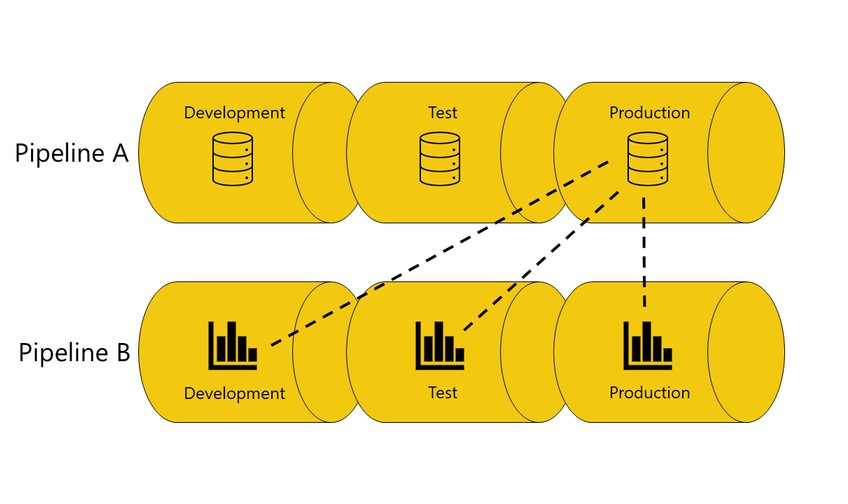 Development
Test
Production
Pipeline A
Pipeline B
Development
Test
Production